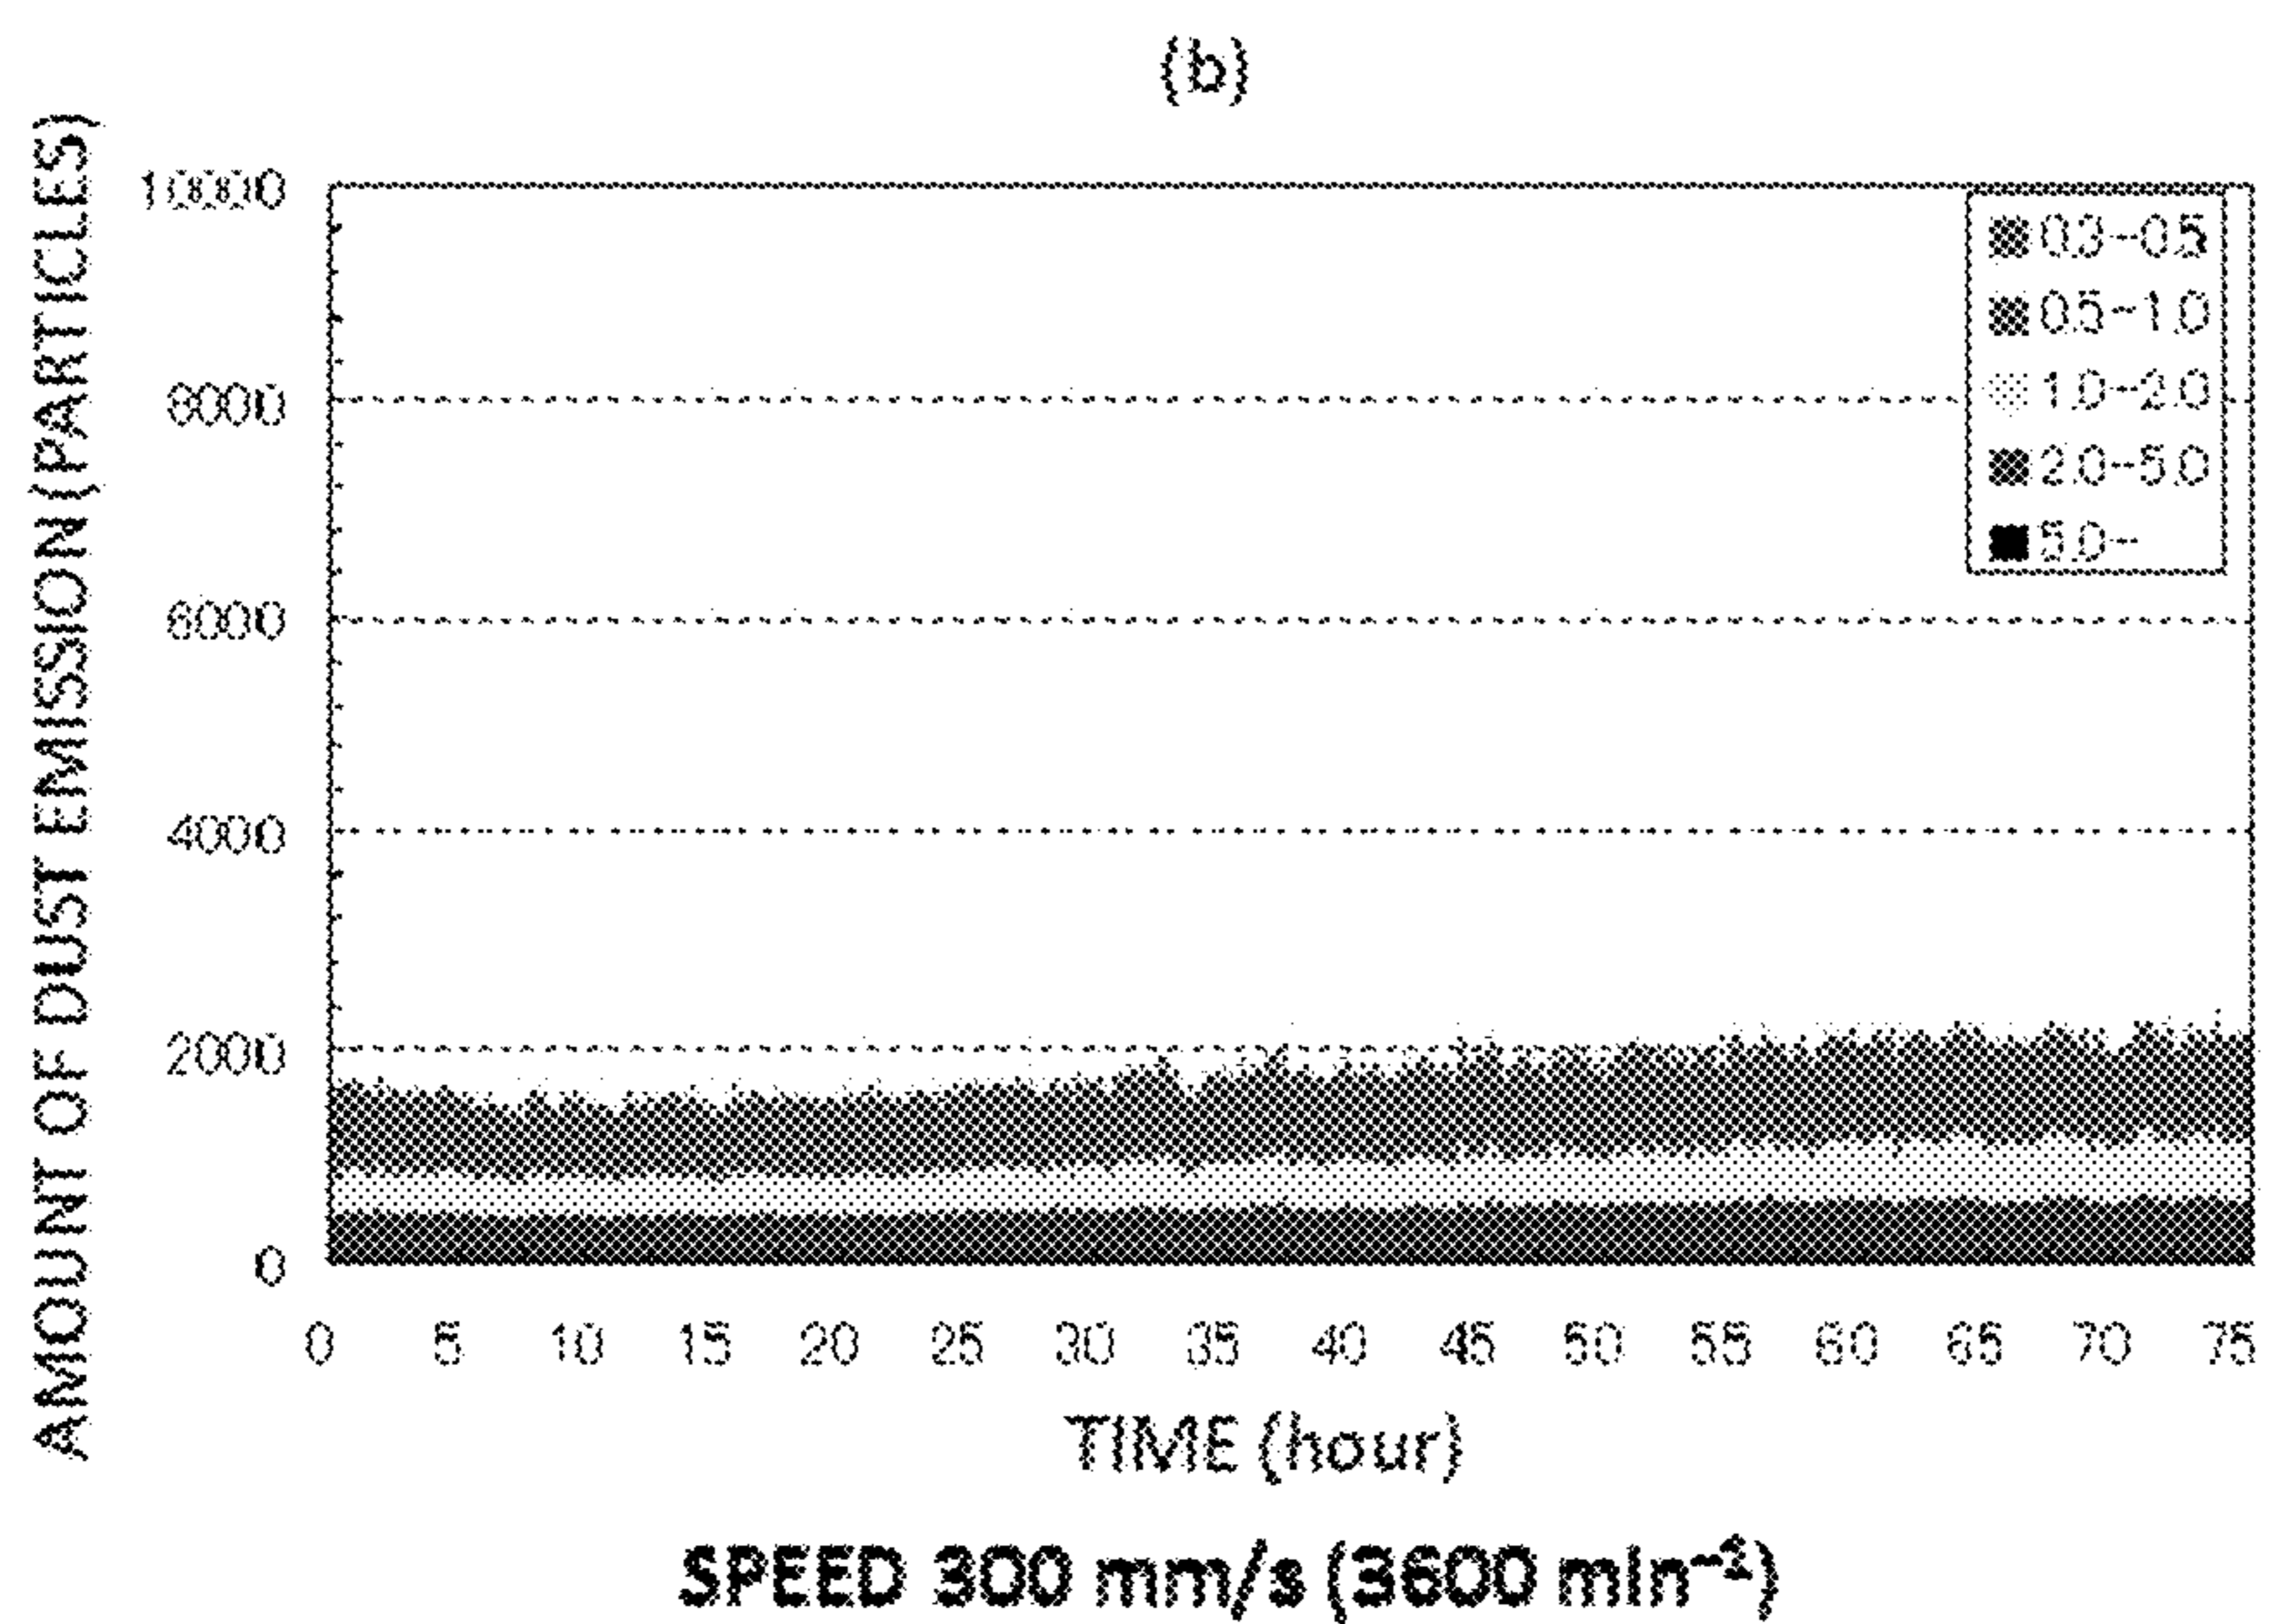 (b)
AMOUNT OF DUST EMISSION (PARTICLES)
10000
8000
6000
4000
2000
0
0.3-0.5
0.5-1.0
1.0-2.0
2.0-5.0
5.0-
0 5 10 15 20 25 30 35 40 45 50 55 60 65 70 75
TIME (hour)
SPEED 300 mm/s (3600 min⁻¹)